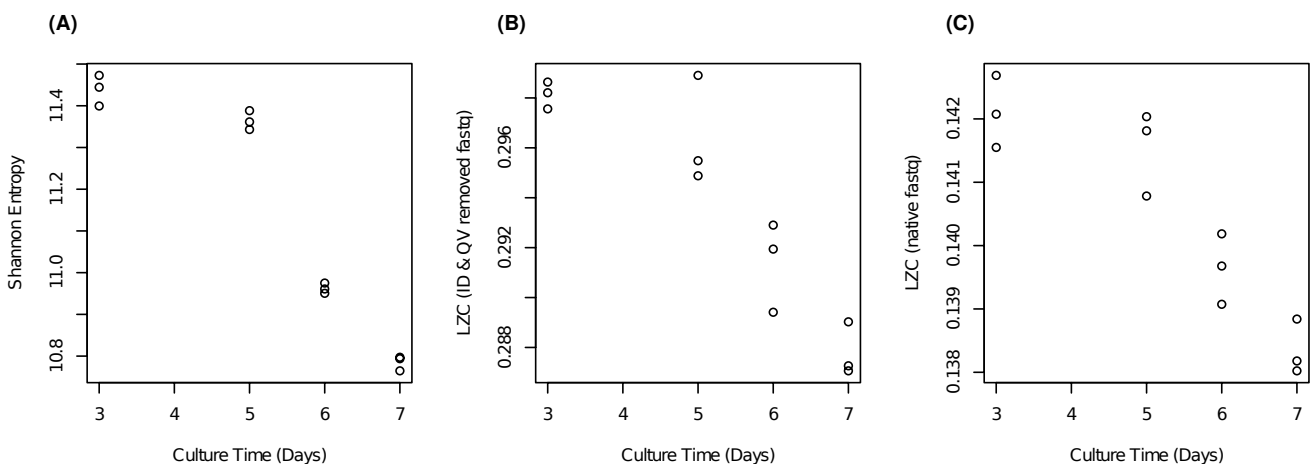 (A)
Shannon Entropy
11.4
11.2
11.0
10.8
3 4 5 6 7
Culture Time (Days)
(B)
LZC (ID & QV removed fastq)
0.296
0.292
0.288
3 4 5 6 7
Culture Time (Days)
(C)
LZC (native fastq)
0.142
0.141
0.140
0.139
0.138
3 4 5 6 7
Culture Time (Days)